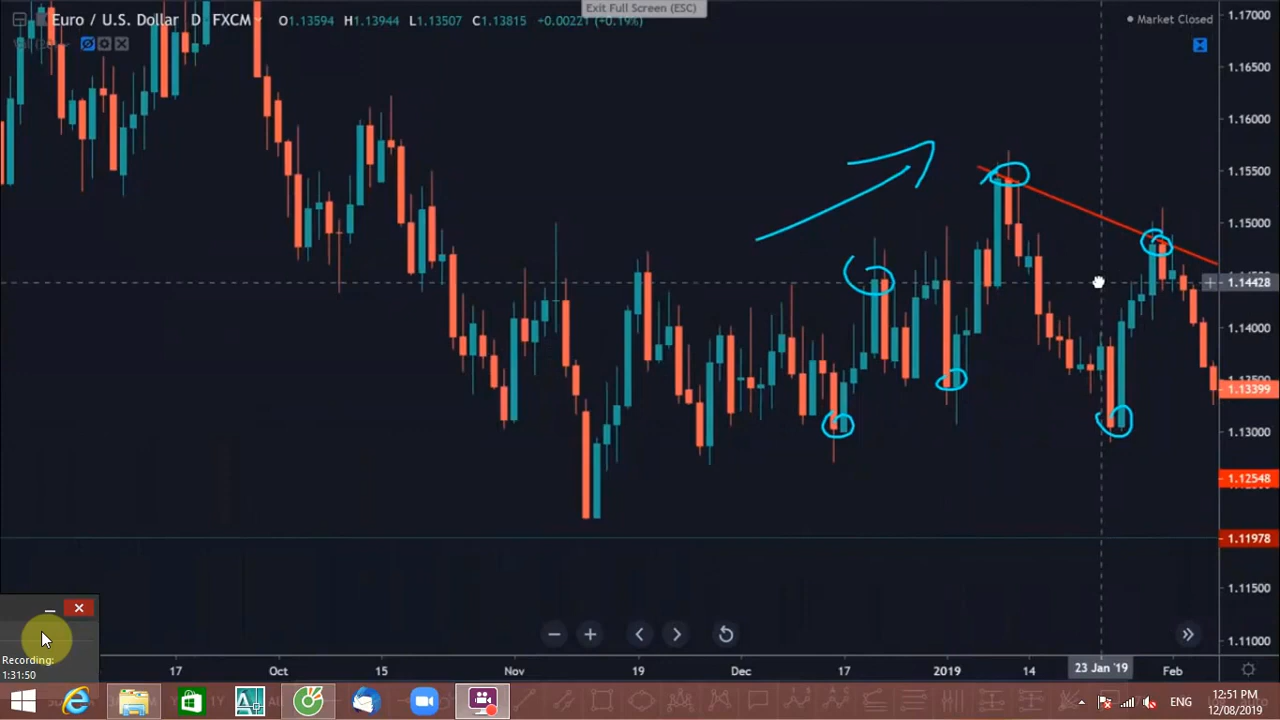 Exit Full Screen (ESC)
Euro / U.S. Dollar D FXCM O1.13594 H1.13944 L1.13507 C1.13815 +0.00221 (+0.19%)
Market Closed
1.17000
1.16500
1.16000
1.15500
1.15000
1.14428
1.14000
1.13399
1.13000
1.12548
1.11978
1.11500
1.11000
Recording:
1:31:50
17 Oct 15 Nov 19 Dec 17 2019 14 23 Jan '19 Feb
ENG
12:51 PM
12/08/2019